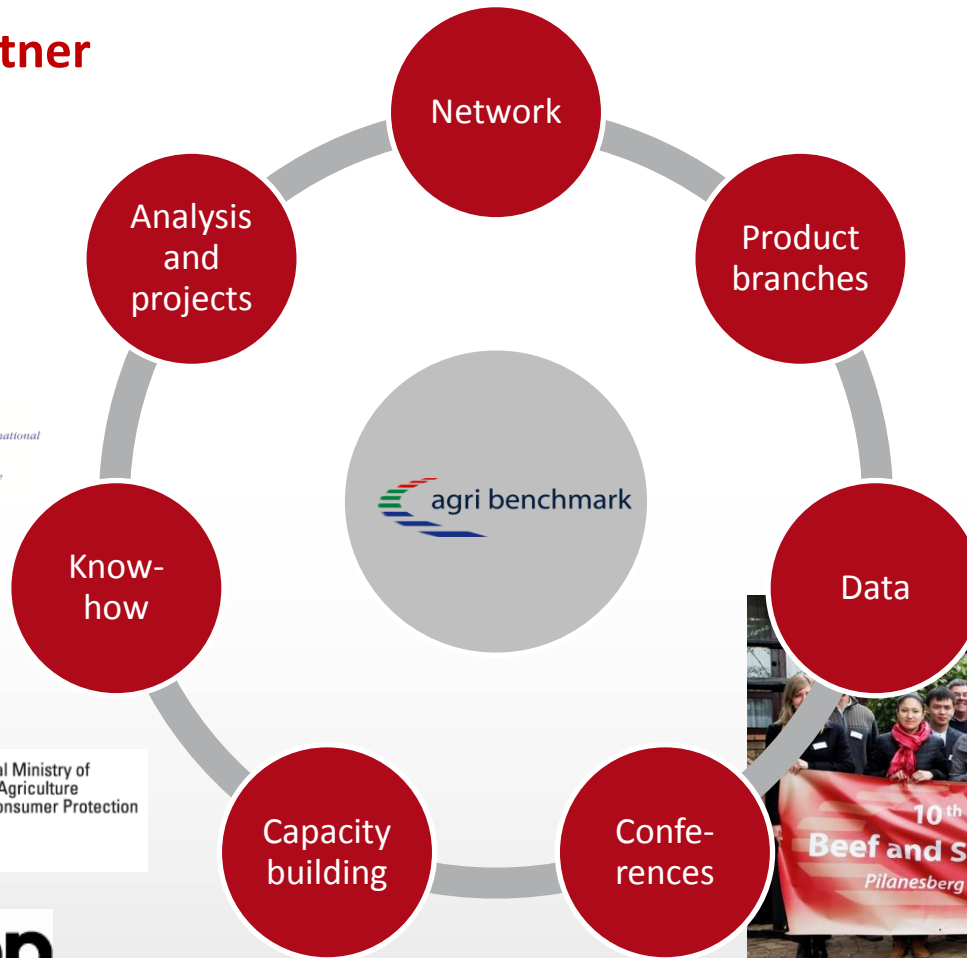 tner
Network
Analysis
and
projects
Product
branches
national
agri benchmark
Know-
how
Data
al Ministry of
Agriculture
onsumer Protection
Capacity
building
Confe-
rences
10th
Beef and S
Pilanesberg